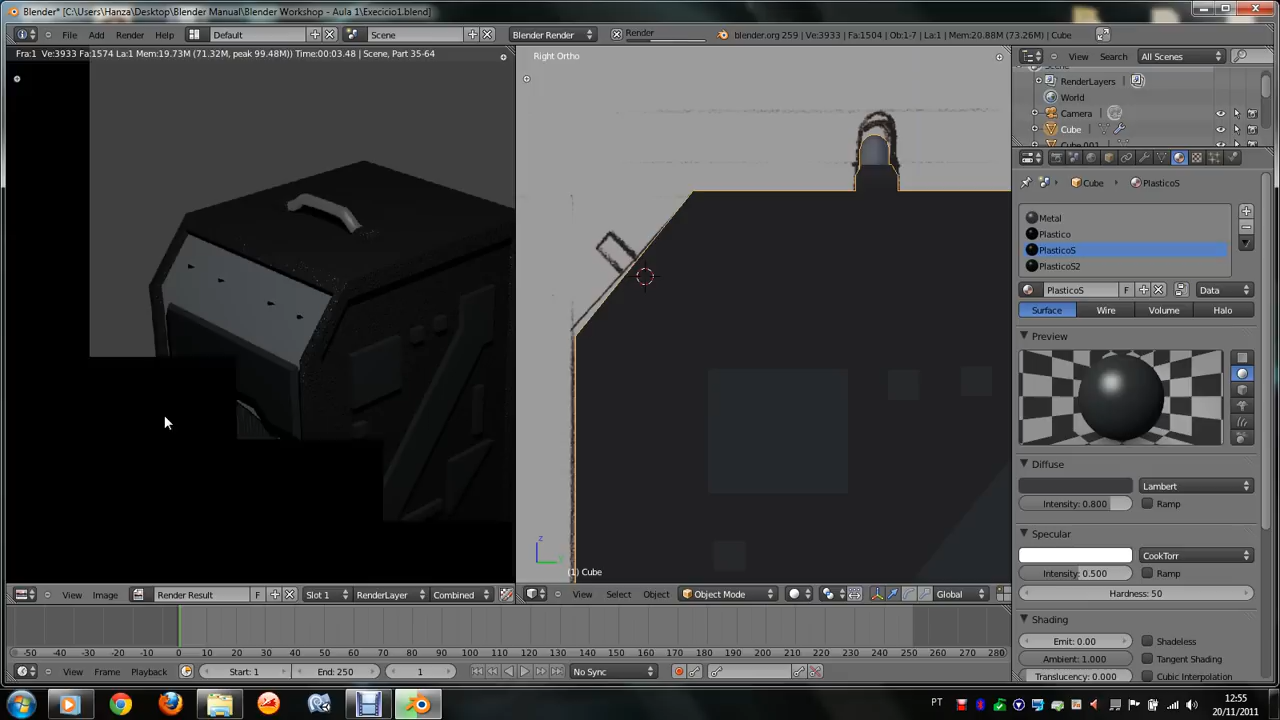 Blender* [C:\Users\Hanza\Desktop\Blender Manual\Blender Workshop - Aula 1\Execicio1.blend]
File Add Render Help Default Scene Blender Render Render blender.org 259 | Ve:3933 | Fa:1504 | Ob:1-7 | La:1 | Mem:20.88M (73.26M) | Cube
Fra:1 Ve:3933 Fa:1574 La:1 Mem:19.73M (71.32M, peak 99.48M)) Time:00:03.48 | Scene, Part 35-64
Right Ortho
View Search All Scenes
RenderLayers
World
Camera
Cube
Cube.001
Cube PlasticoS
Metal
Plastico
PlasticoS
PlasticoS2
PlasticoS F Data
Surface Wire Volume Halo
Preview
Diffuse
Lambert
Intensity: 0.800 Ramp
Specular
CookTorr
Intensity: 0.500 Ramp
Hardness: 50
Shading
Emit: 0.00 Shadeless
Ambient: 1.000 Tangent Shading
Translucency: 0.000 Cubic Interpolation
z
(1) Cube
View Image Render Result F Slot 1 RenderLayer Combined
View Select Object Object Mode Global
-50 -40 -30 -20 -10 0 10 20 30 40 50 60 70 80 90 100 110 120 130 140 150 160 170 180 190 200 210 220 230 240 250 260 270 280
View Frame Playback Start: 1 End: 250 1 No Sync
PT
12:55
20/11/2011